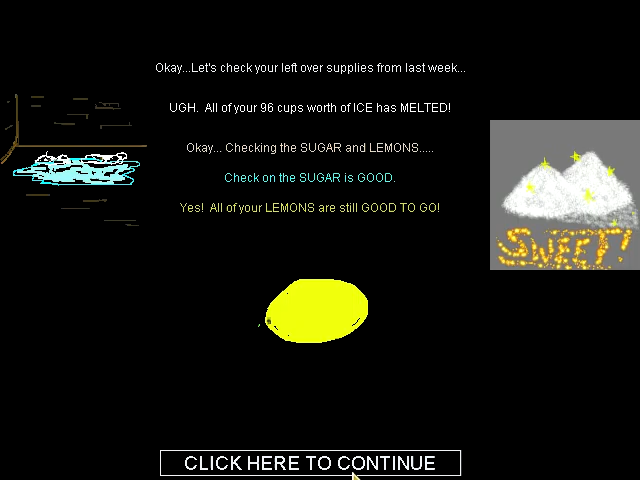 Okay...Let's check your left over supplies from last week...
UGH.  All of your 96 cups worth of ICE has MELTED!
Okay... Checking the SUGAR and LEMONS.....
Check on the SUGAR is GOOD.
Yes!  All of your LEMONS are still GOOD TO GO!
SWEET!
CLICK HERE TO CONTINUE